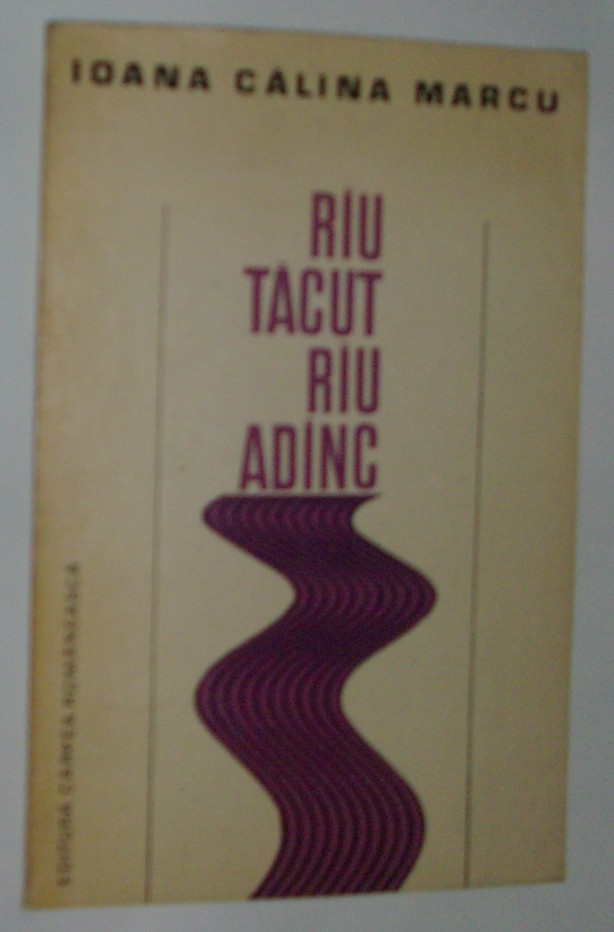 IOANA CĂLINA MARCU
RÎU
TĂCUT
RÎU
ADÎNC
EDITURA CARTEA ROMÂNEASCĂ